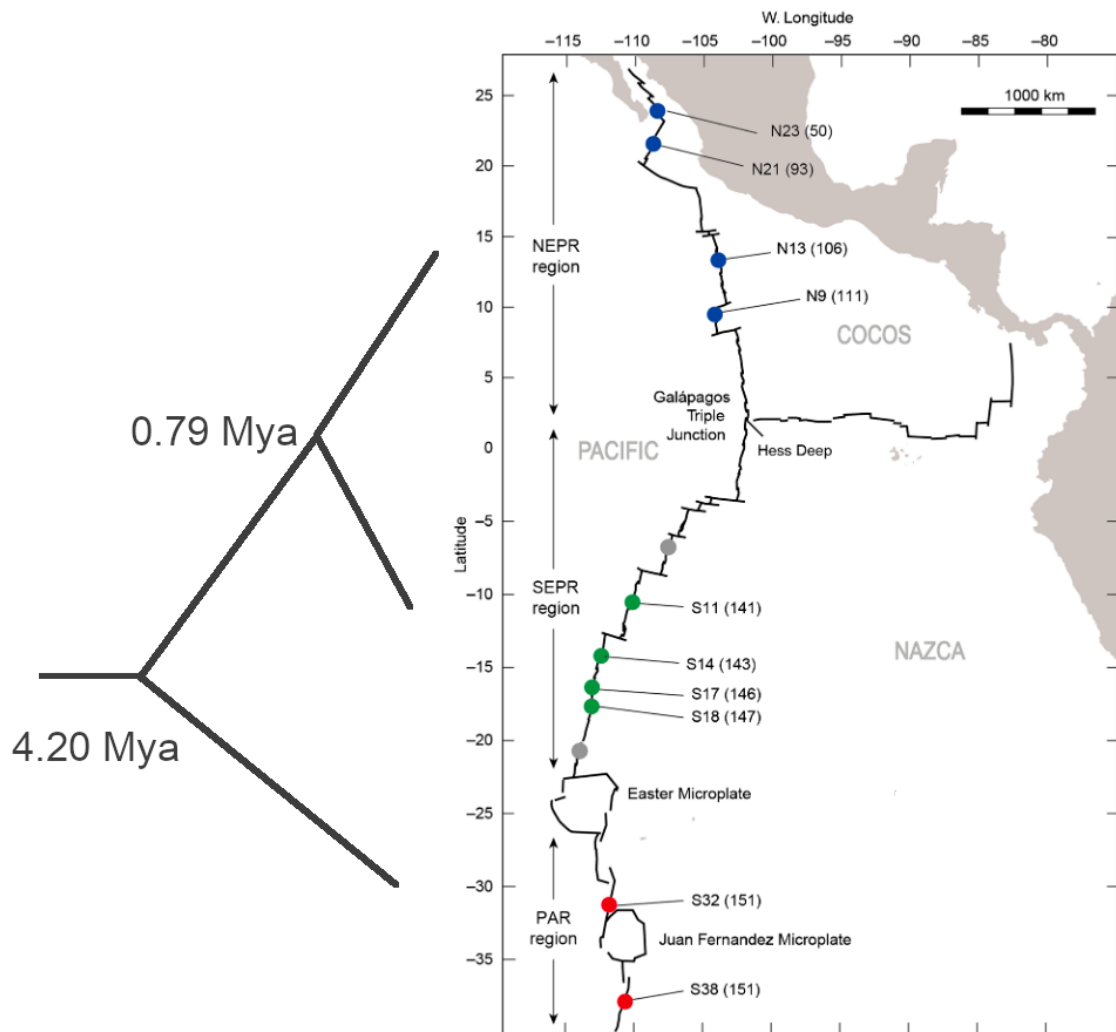 W. Longitude
−115 −110 −105 −100 −95 −90 −85 −80
1000 km
25
20
15
10
5
0
−5
−10
−15
−20
−25
−30
−35
Latitude
N23 (50)
N21 (93)
N13 (106)
N9 (111)
NEPR
region
COCOS
Galápagos
Triple
Junction
Hess Deep
PACIFIC
0.79 Mya
SEPR
region
S11 (141)
S14 (143)
S17 (146)
S18 (147)
NAZCA
4.20 Mya
Easter Microplate
PAR
region
S32 (151)
Juan Fernandez Microplate
S38 (151)